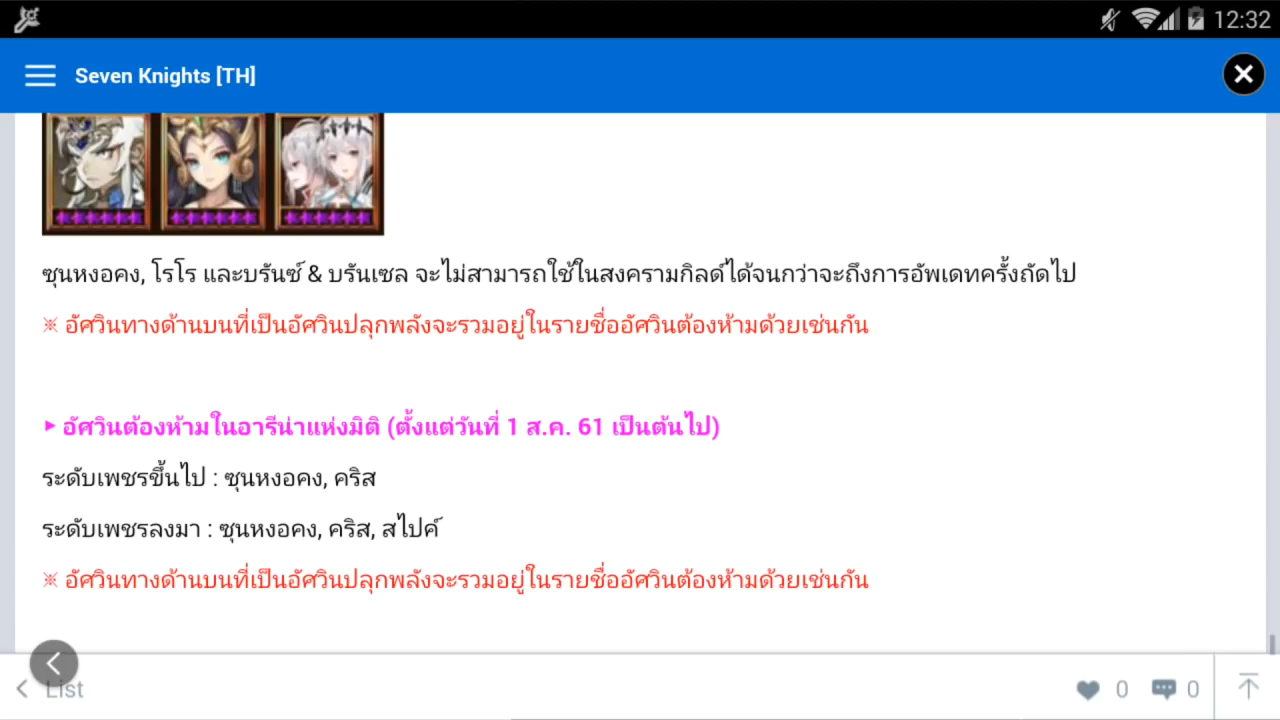 12:32
Seven Knights [TH]
ซุนหงอคง, โรโร และบรันซ์ & บรันเซล จะไม่สามารถใช้ในสงครามกิลด์ได้จนกว่าจะถึงการอัพเดทครั้งถัดไป
※ อัศวินทางด้านบนที่เป็นอัศวินปลุกพลังจะรวมอยู่ในรายชื่ออัศวินต้องห้ามด้วยเช่นกัน
▶ อัศวินต้องห้ามในอารีน่าแห่งมิติ (ตั้งแต่วันที่ 1 ส.ค. 61 เป็นต้นไป)
ระดับเพชรขึ้นไป : ซุนหงอคง, คริส
ระดับเพชรลงมา : ซุนหงอคง, คริส, สไปค์
※ อัศวินทางด้านบนที่เป็นอัศวินปลุกพลังจะรวมอยู่ในรายชื่ออัศวินต้องห้ามด้วยเช่นกัน
List 0 0